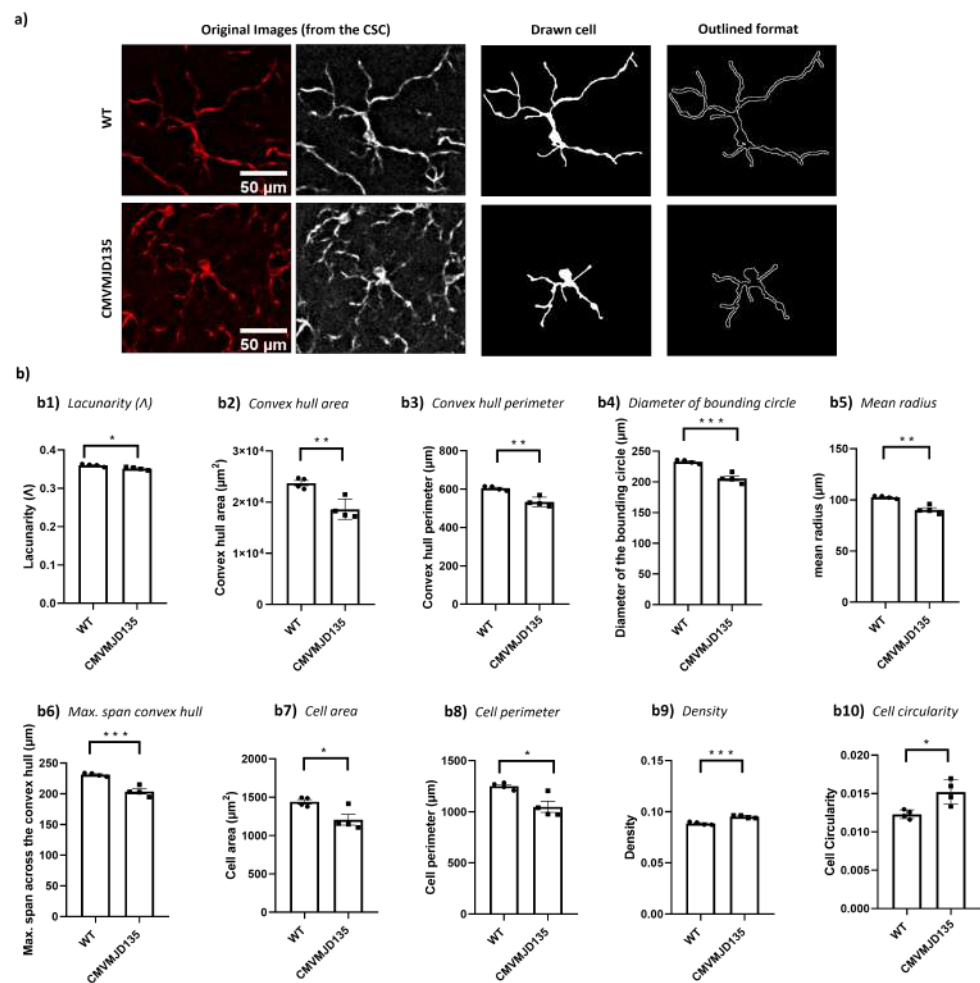 a)
Original Images (from the CSC)
Drawn cell
Outlined format
WT
50 µm
CMVMJD135
50 µm
b)
b1) Lacunarity (Λ)
Lacunarity (Λ)
0.4
0.3
0.2
0.1
0.0
*
WT
CMVMJD135
b2) Convex hull area
Convex hull area (µm²)
3×10⁴
2×10⁴
1×10⁴
0
**
WT
CMVMJD135
b3) Convex hull perimeter
Convex hull perimeter (µm)
800
600
400
200
0
**
WT
CMVMJD135
b4) Diameter of bounding circle
Diameter of the bounding circle (µm)
250
200
150
100
50
0
***
WT
CMVMJD135
b5) Mean radius
mean radius (µm)
150
100
50
0
**
WT
CMVMJD135
b6) Max. span convex hull
Max. span across the convex hull (µm)
250
200
150
100
50
0
***
WT
CMVMJD135
b7) Cell area
Cell area (µm²)
2000
1500
1000
500
0
*
WT
CMVMJD135
b8) Cell perimeter
Cell perimeter (µm)
1500
1000
500
0
*
WT
CMVMJD135
b9) Density
Density
0.15
0.10
0.05
0.00
***
WT
CMVMJD135
b10) Cell circularity
Cell Circularity
0.020
0.015
0.010
0.005
0.000
*
WT
CMVMJD135